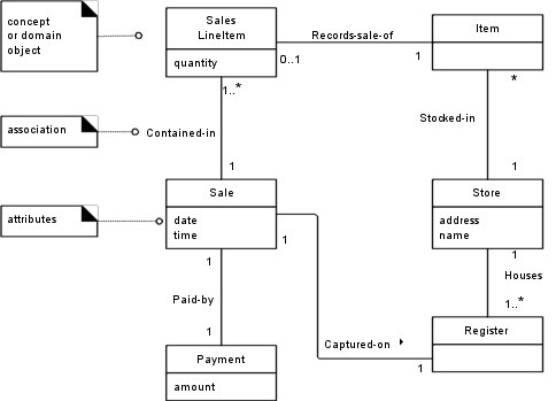 concept
or domain
object
Sales
LineItem
quantity
Records-sale-of
0..1
1
Item
*
1..*
association
Contained-in
Stocked-in
1
1
attributes
Sale
date
time
Store
address
name
1
1
1
Houses
Paid-by
1..*
1
Captured-on
1
Register
Payment
amount